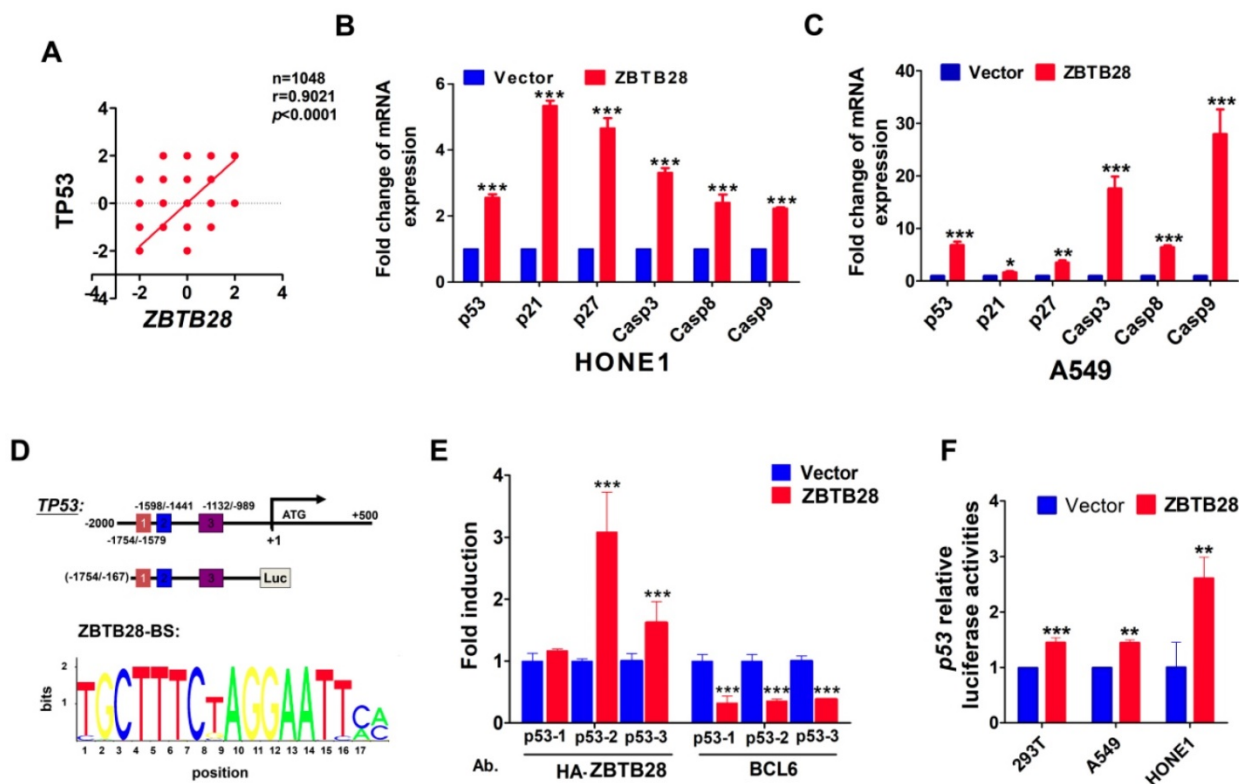 A
n=1048
r=0.9021
p<0.0001
TP53
4
2
0
-2
-4
4
-2
0
2
4
ZBTB28
B
Vector ZBTB28
Fold change of mRNA
expression
6
4
2
0
***
***
***
***
***
***
p53
p21
p27
Casp3
Casp8
Casp9
HONE1
C
Vector ZBTB28
Fold change of mRNA
expression
40
30
20
10
0
***
*
**
***
***
***
p53
p21
p27
Casp3
Casp8
Casp9
A549
D
TP53:
-1598/-1441 -1132/-989
-2000 1 2 3 ATG +500
-1754/-1579 +1
(-1754/-167) 1 2 3 Luc
ZBTB28-BS:
bits
2
1
TGCTTTCTAGGAATTCA
1 2 3 4 5 6 7 8 9 10 11 12 13 14 15 16 17
position
E
Vector
ZBTB28
Fold induction
4
3
2
1
0
***
***
***
***
***
p53-1 p53-2 p53-3 p53-1 p53-2 p53-3
Ab. HA-ZBTB28 BCL6
F
Vector ZBTB28
p53 relative
luciferase activities
4
3
2
1
0
***
**
**
293T
A549
HONE1